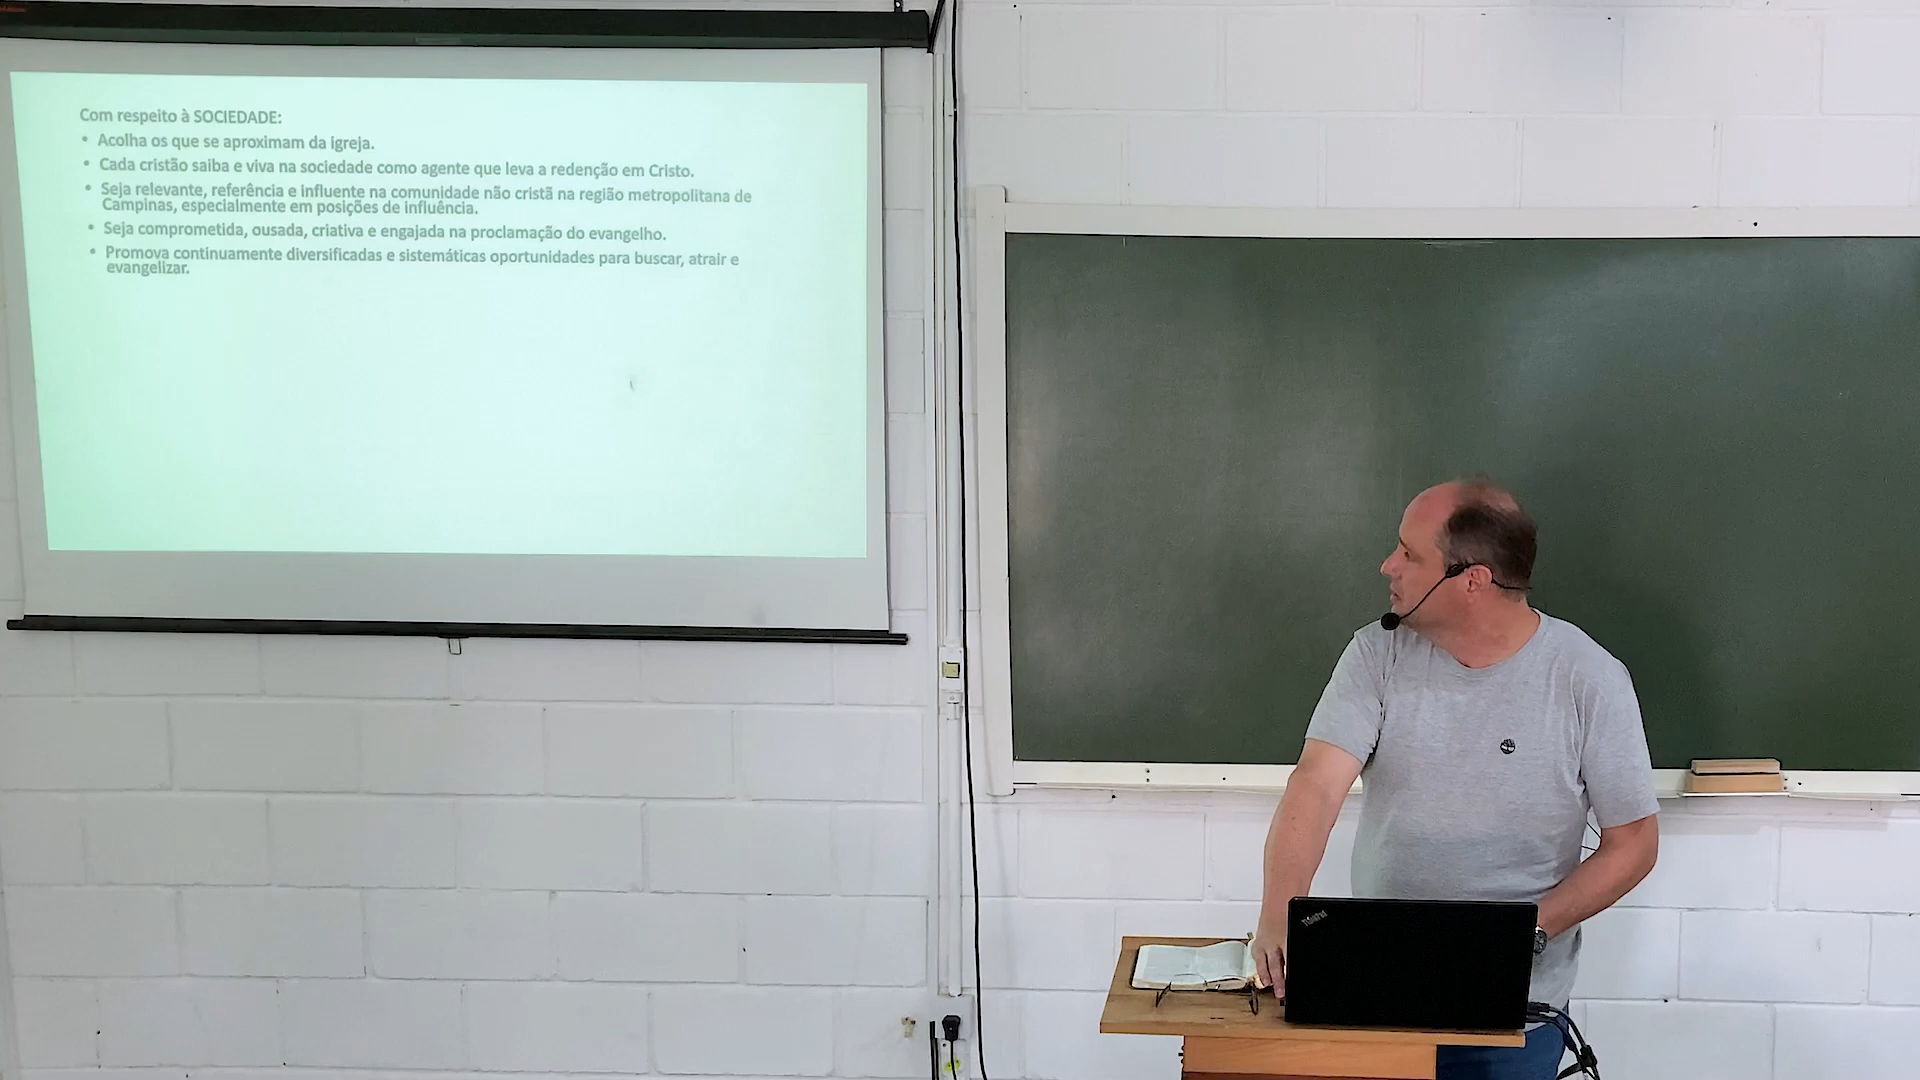 Com respeito à SOCIEDADE:
• Acolha os que se aproximam da igreja.
• Cada cristão saiba e viva na sociedade como agente que leva a redenção em Cristo.
• Seja relevante, referência e influente na comunidade não cristã na região metropolitana de
Campinas, especialmente em posições de influência.
• Seja comprometida, ousada, criativa e engajada na proclamação do evangelho.
• Promova continuamente diversificadas e sistemáticas oportunidades para buscar, atrair e
evangelizar.
ThinkPad